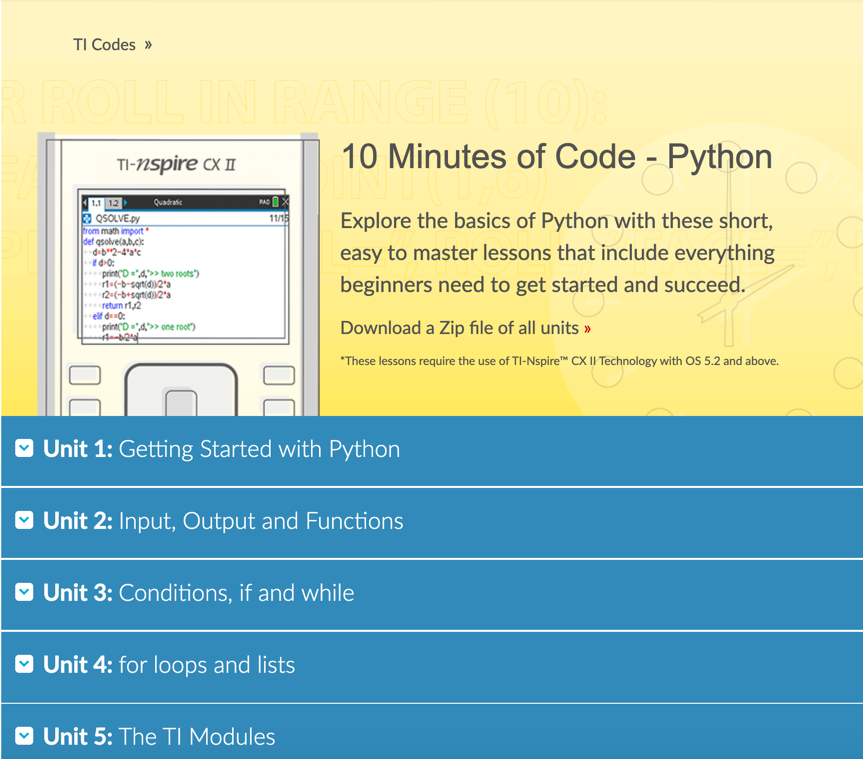 TI Codes »
R ROLL IN RANGE (10):
TI-nspire CX II
1.1 1.2 Quadratic RAD
QSOLVE.py 11/15
from math import *
def qsolve(a,b,c):
d=b**2-4*a*c
if d>0:
print("D =",d,">> two roots")
r1=(-b-sqrt(d))/2*a
r2=(-b+sqrt(d))/2*a
return r1,r2
elif d==0:
print("D =",d,">> one root")
r1=-b/2*a
10 Minutes of Code - Python
Explore the basics of Python with these short,
easy to master lessons that include everything
beginners need to get started and succeed.
Download a Zip file of all units »
*These lessons require the use of TI-Nspire™ CX II Technology with OS 5.2 and above.
Unit 1: Getting Started with Python
Unit 2: Input, Output and Functions
Unit 3: Conditions, if and while
Unit 4: for loops and lists
Unit 5: The TI Modules